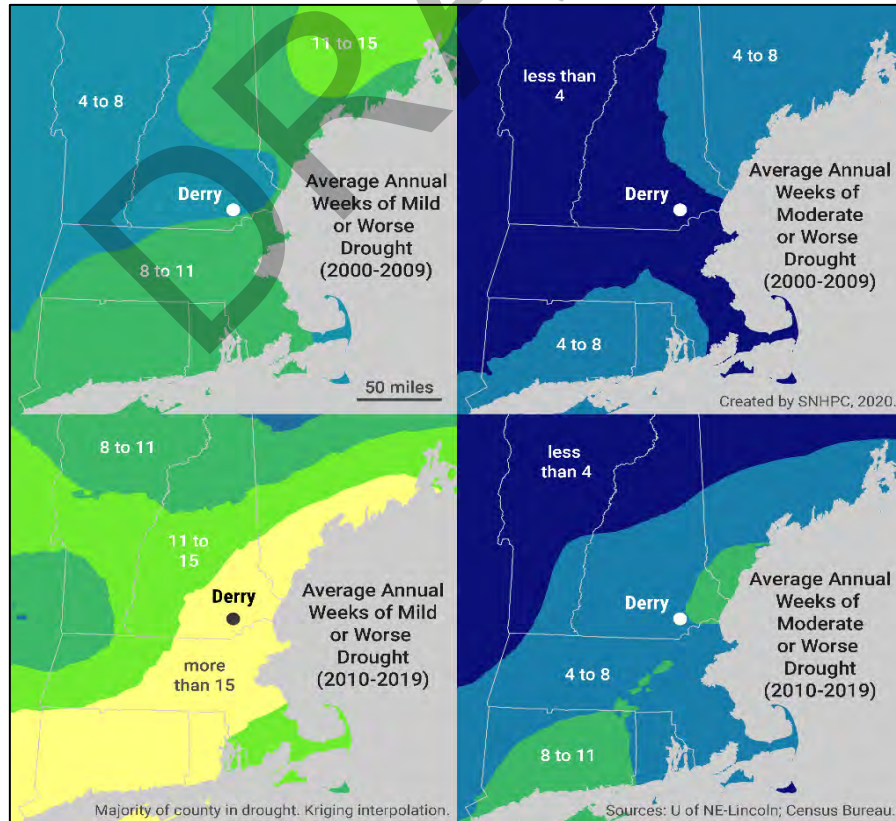 11 to 15
4 to 8
Derry
Average Annual
Weeks of Mild
or Worse
Drought
(2000-2009)
8 to 11
50 miles
less than
4
4 to 8
Derry
Average Annual
Weeks of
Moderate
or Worse
Drought
(2000-2009)
4 to 8
Created by SNHPC, 2020.
8 to 11
11 to
15
Derry
Average Annual
Weeks of Mild
or Worse
Drought
(2010-2019)
more
than 15
Majority of county in drought. Kriging interpolation.
less
than 4
Derry
Average Annual
Weeks of
Moderate
or Worse
Drought
(2010-2019)
4 to 8
8 to 11
Sources: U of NE-Lincoln; Census Bureau.